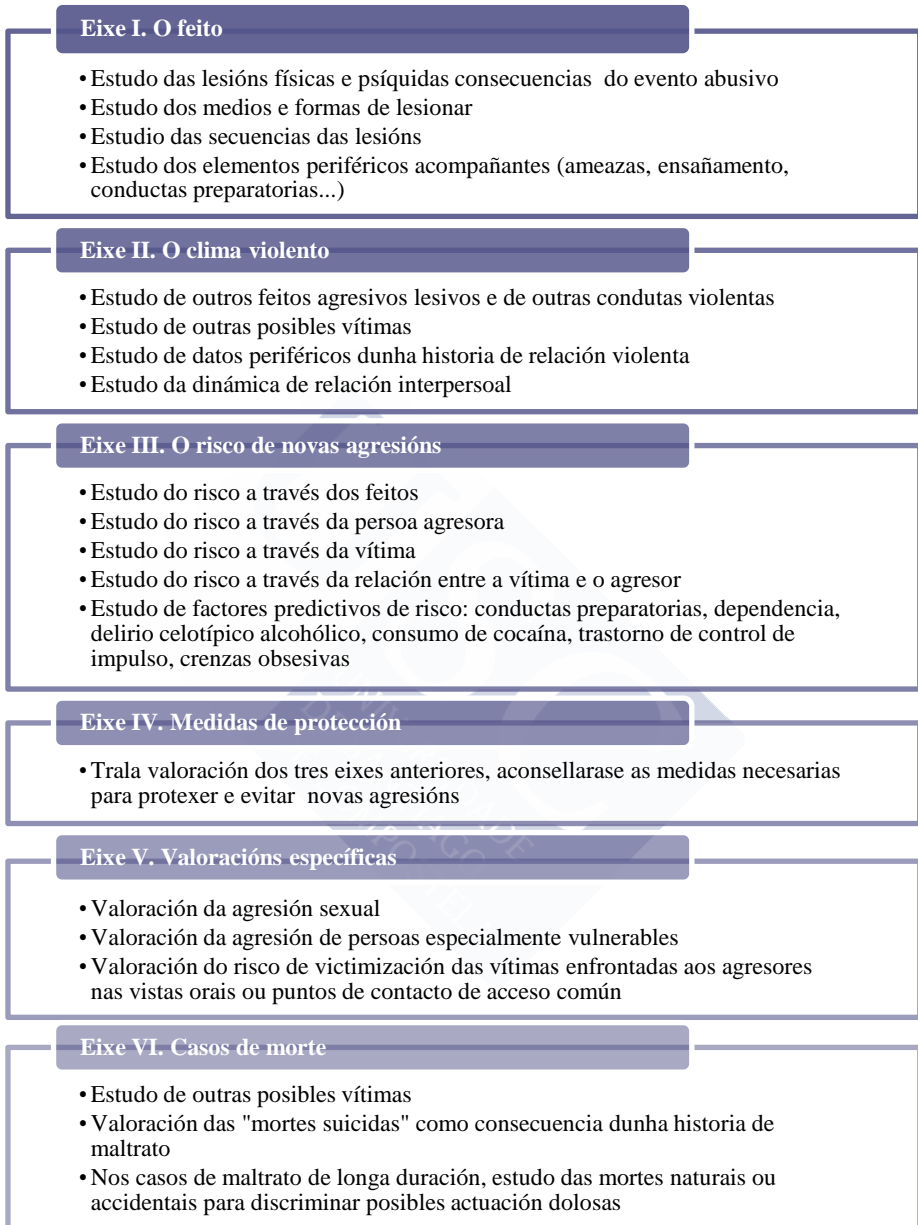 Eixe I. O feito
• Estudo das lesións físicas e psíquidas consecuencias do evento abusivo
• Estudo dos medios e formas de lesionar
• Estudio das secuencias das lesións
• Estudo dos elementos periféricos acompañantes (ameazas, ensañamento,
conductas preparatorias...)
Eixe II. O clima violento
• Estudo de outros feitos agresivos lesivos e de outras condutas violentas
• Estudo de outras posibles vítimas
• Estudo de datos periféricos dunha historia de relación violenta
• Estudo da dinámica de relación interpersoal
Eixe III. O risco de novas agresións
• Estudo do risco a través dos feitos
• Estudo do risco a través da persoa agresora
• Estudo do risco a través da vítima
• Estudo do risco a través da relación entre a vítima e o agresor
• Estudo de factores predictivos de risco: conductas preparatorias, dependencia,
delirio celotípico alcohólico, consumo de cocaína, trastorno de control de
impulso, crenzas obsesivas
Eixe IV. Medidas de protección
• Trala valoración dos tres eixes anteriores, aconsellarase as medidas necesarias
para protexer e evitar novas agresións
Eixe V. Valoracións específicas
• Valoración da agresión sexual
• Valoración da agresión de persoas especialmente vulnerables
• Valoración do risco de victimización das vítimas enfrontadas aos agresores
nas vistas orais ou puntos de contacto de acceso común
Eixe VI. Casos de morte
• Estudo de outras posibles vítimas
• Valoración das "mortes suicidas" como consecuencia dunha historia de
maltrato
• Nos casos de maltrato de longa duración, estudo das mortes naturais ou
accidentais para discriminar posibles actuación dolosas